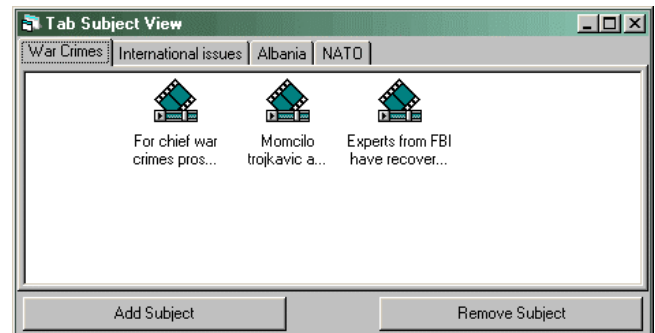 Tab Subject View
War Crimes International issues Albania NATO
For chief war Momcilo Experts from FBI
crimes pros... trojkavic a... have recover...
Add Subject Remove Subject